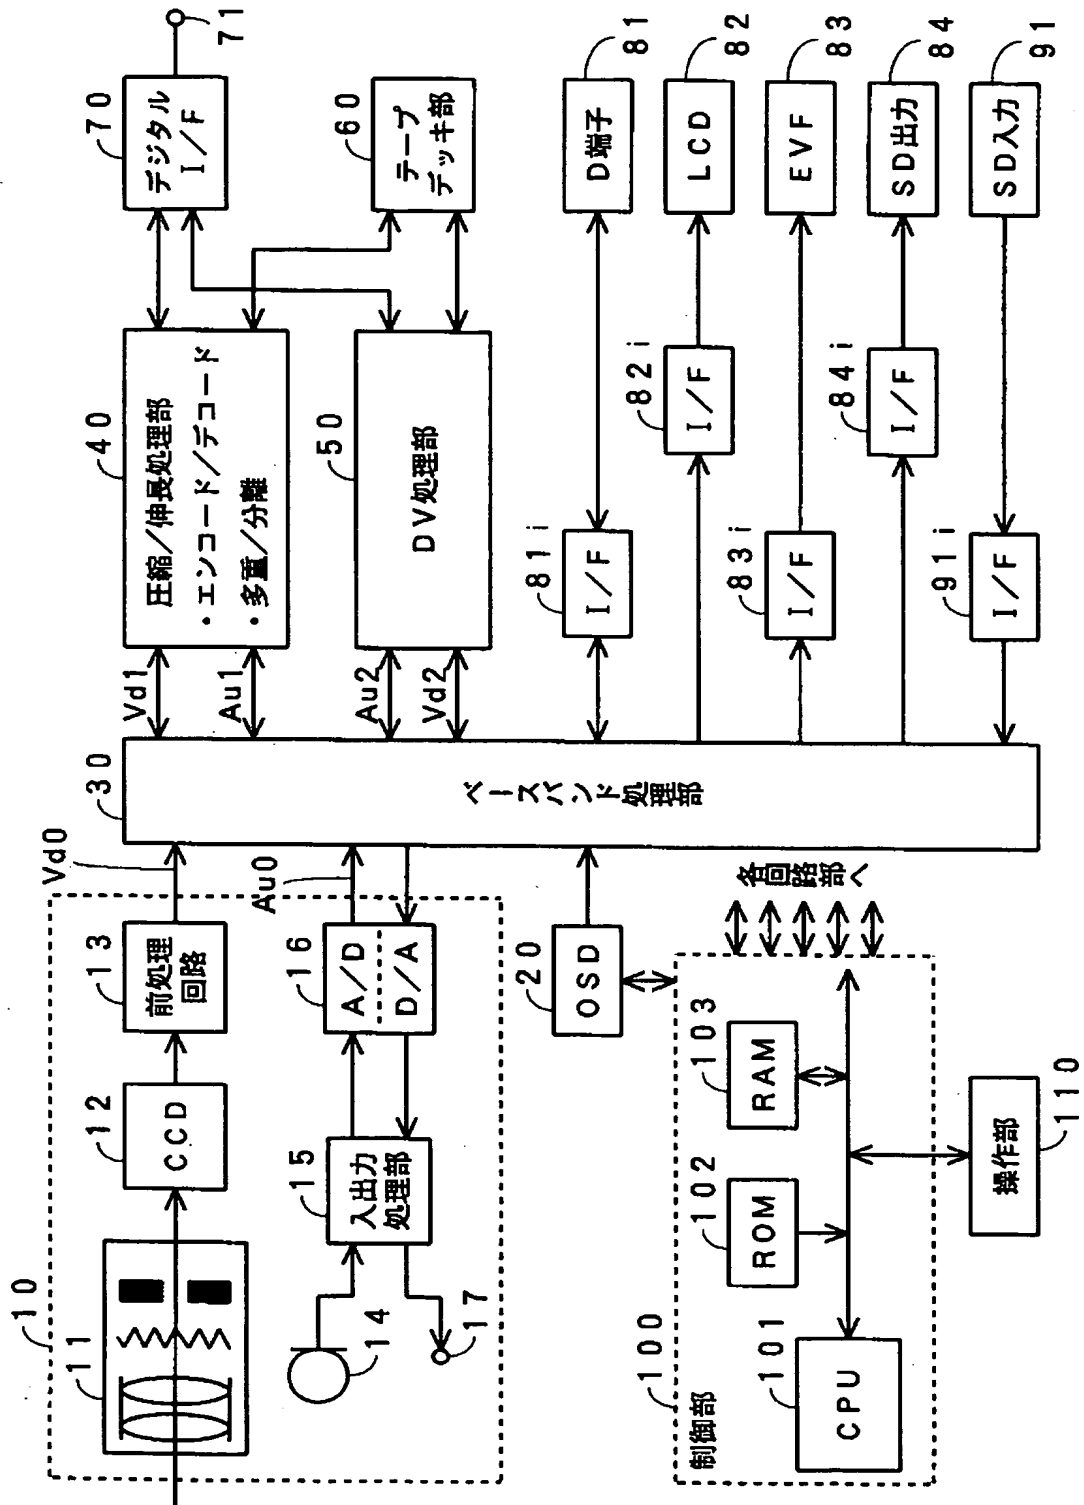 10
11
12
CCD
13
前処理
回路
Vd0
14
15
入出力
処理部
16
A/D
D/A
17
Au0
20
OSD
30
ベースバンド処理部
Vd1
Au1
Au2
Vd2
40
圧縮/伸長処理部
・エンコード/デコード
・多重/分離
50
DV処理部
60
テープ
デッキ部
70
デジタル
I/F
71
81i
I/F
81
D端子
82i
I/F
82
LCD
83i
I/F
83
EVF
84i
I/F
84
SD出力
91i
I/F
91
SD入力
100
制御部
101
CPU
102
ROM
103
RAM
各回路部へ
110
操作部